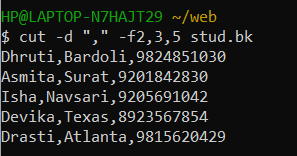 HP@LAPTOP-N7HAJT29 ~/web
$ cut -d "," -f2,3,5 stud.bk
Dhruti,Bardoli,9824851030
Asmita,Surat,9201842830
Isha,Navsari,9205691042
Devika,Texas,8923567854
Drasti,Atlanta,9815620429